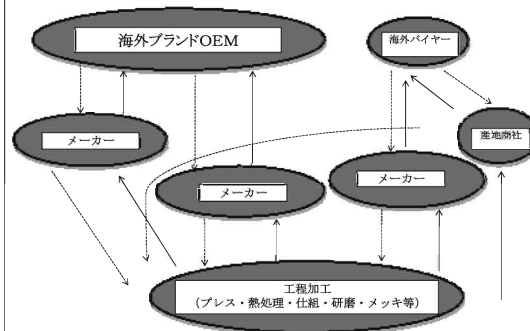 海外ブランドOEM
海外バイヤー
メーカー
産地商社
メーカー
メーカー
工程加工
(プレス・熱処理・仕組・研磨・メッキ等)